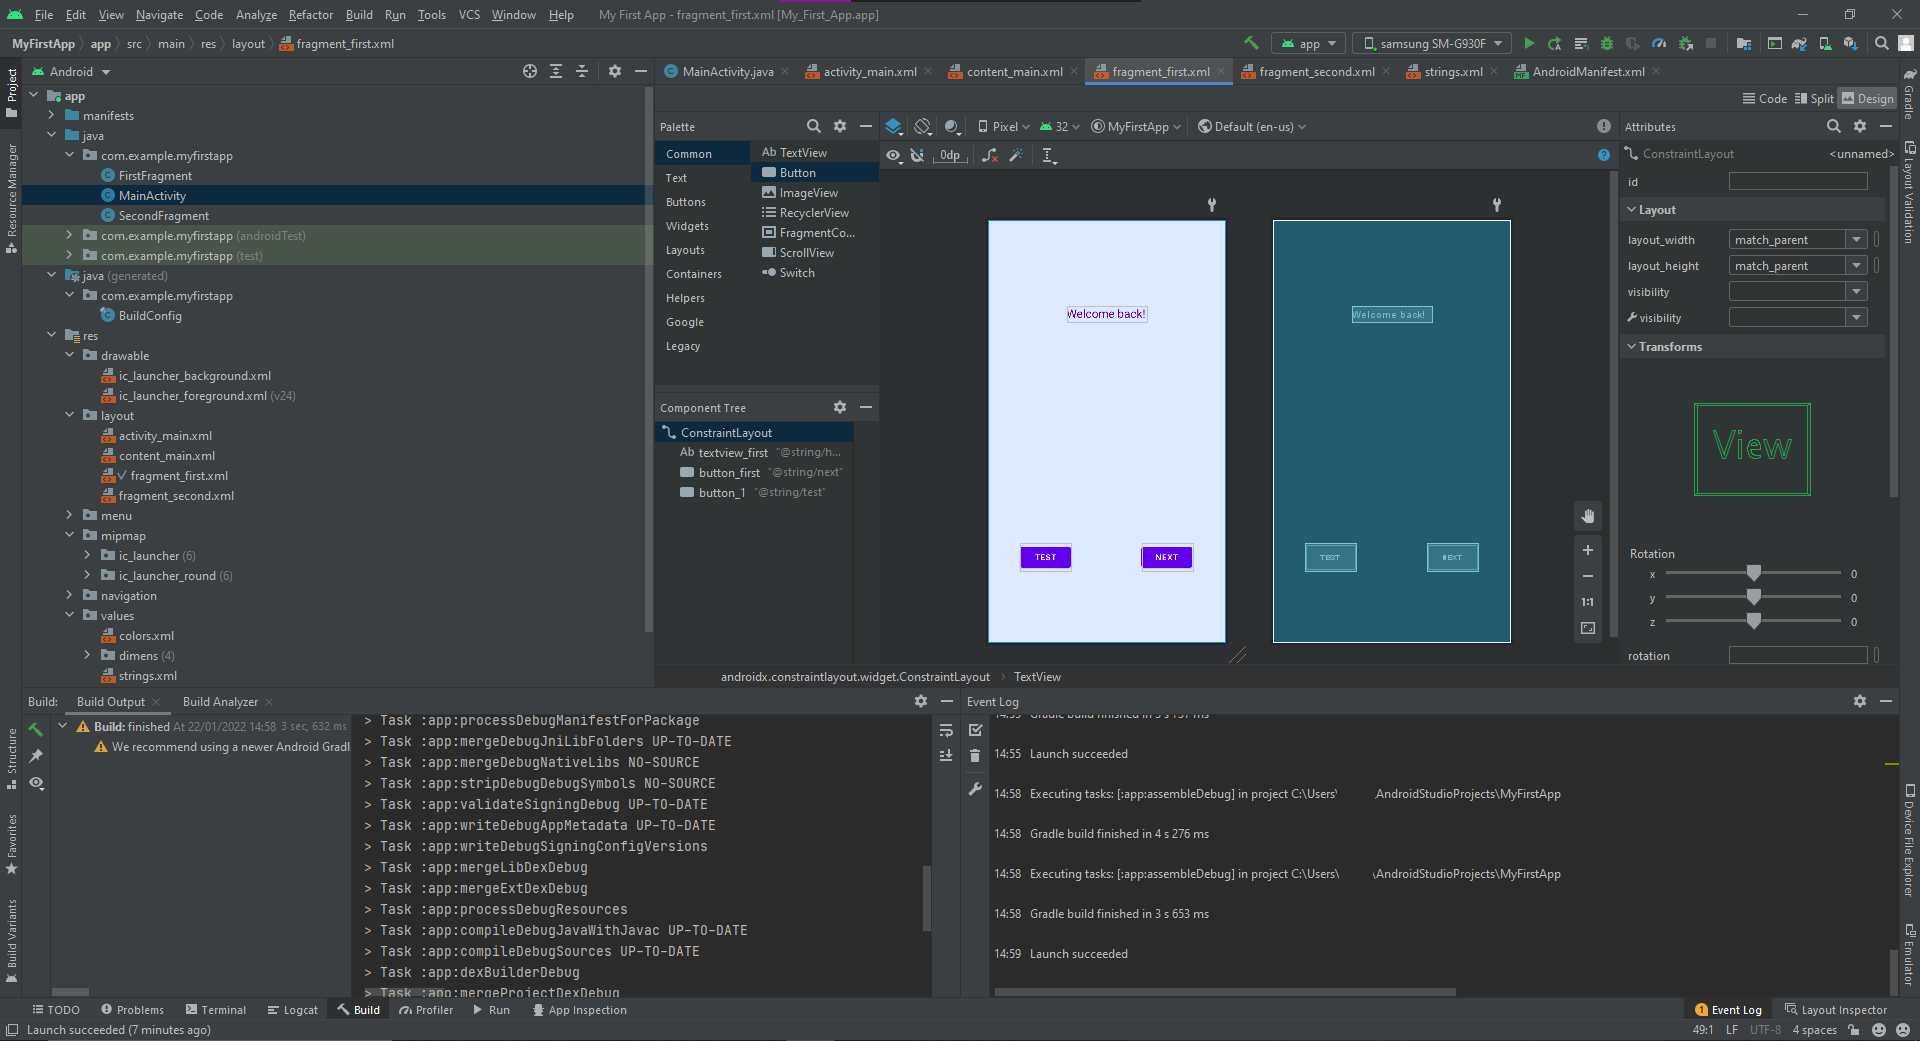 File Edit View Navigate Code Analyze Refactor Build Run Tools VCS Window Help My First App - fragment_first.xml [My_First_App.app]
MyFirstApp app src main res layout fragment_first.xml
app samsung SM-G930F
Android
MainActivity.java activity_main.xml content_main.xml fragment_first.xml fragment_second.xml strings.xml AndroidManifest.xml
Code Split Design
Project
Resource Manager
Structure
Favorites
Build Variants
app
manifests
java
com.example.myfirstapp
FirstFragment
MainActivity
SecondFragment
com.example.myfirstapp (androidTest)
com.example.myfirstapp (test)
java (generated)
com.example.myfirstapp
BuildConfig
res
drawable
ic_launcher_background.xml
ic_launcher_foreground.xml (v24)
layout
activity_main.xml
content_main.xml
fragment_first.xml
fragment_second.xml
menu
mipmap
ic_launcher (6)
ic_launcher_round (6)
navigation
values
colors.xml
dimens (4)
strings.xml
Palette
Common
Text
Buttons
Widgets
Layouts
Containers
Helpers
Google
Legacy
Ab TextView
Button
ImageView
RecyclerView
FragmentCo...
ScrollView
Switch
Component Tree
ConstraintLayout
Ab textview_first "@string/h...
button_first "@string/next"
button_1 "@string/test"
Pixel 32 MyFirstApp Default (en-us)
0dp
Welcome back!
TEST NEXT
Welcome back!
TEST NEXT
1:1
androidx.constraintlayout.widget.ConstraintLayout TextView
Attributes
ConstraintLayout <unnamed>
id
Layout
layout_width match_parent
layout_height match_parent
visibility
visibility
Transforms
View
Rotation
x 0
y 0
z 0
rotation
Gradle
Layout Validation
Device File Explorer
Emulator
Build: Build Output Build Analyzer
Build: finished At 22/01/2022 14:58 3 sec, 632 ms
We recommend using a newer Android Gradl
> Task :app:processDebugManifestForPackage
> Task :app:mergeDebugJniLibFolders UP-TO-DATE
> Task :app:mergeDebugNativeLibs NO-SOURCE
> Task :app:stripDebugDebugSymbols NO-SOURCE
> Task :app:validateSigningDebug UP-TO-DATE
> Task :app:writeDebugAppMetadata UP-TO-DATE
> Task :app:writeDebugSigningConfigVersions
> Task :app:mergeLibDexDebug
> Task :app:mergeExtDexDebug
> Task :app:processDebugResources
> Task :app:compileDebugJavaWithJavac UP-TO-DATE
> Task :app:compileDebugSources UP-TO-DATE
> Task :app:dexBuilderDebug
> Task :app:mergeProjectDexDebug
Event Log
14:55 Gradle build finished in 5 s 757 ms
14:55 Launch succeeded
14:58 Executing tasks: [:app:assembleDebug] in project C:\Users\ AndroidStudioProjects\MyFirstApp
14:58 Gradle build finished in 4 s 276 ms
14:58 Executing tasks: [:app:assembleDebug] in project C:\Users\ \AndroidStudioProjects\MyFirstApp
14:58 Gradle build finished in 3 s 653 ms
14:59 Launch succeeded
TODO Problems Terminal Logcat Build Profiler Run App Inspection 1 Event Log Layout Inspector
Launch succeeded (7 minutes ago) 49:1 LF UTF-8 4 spaces